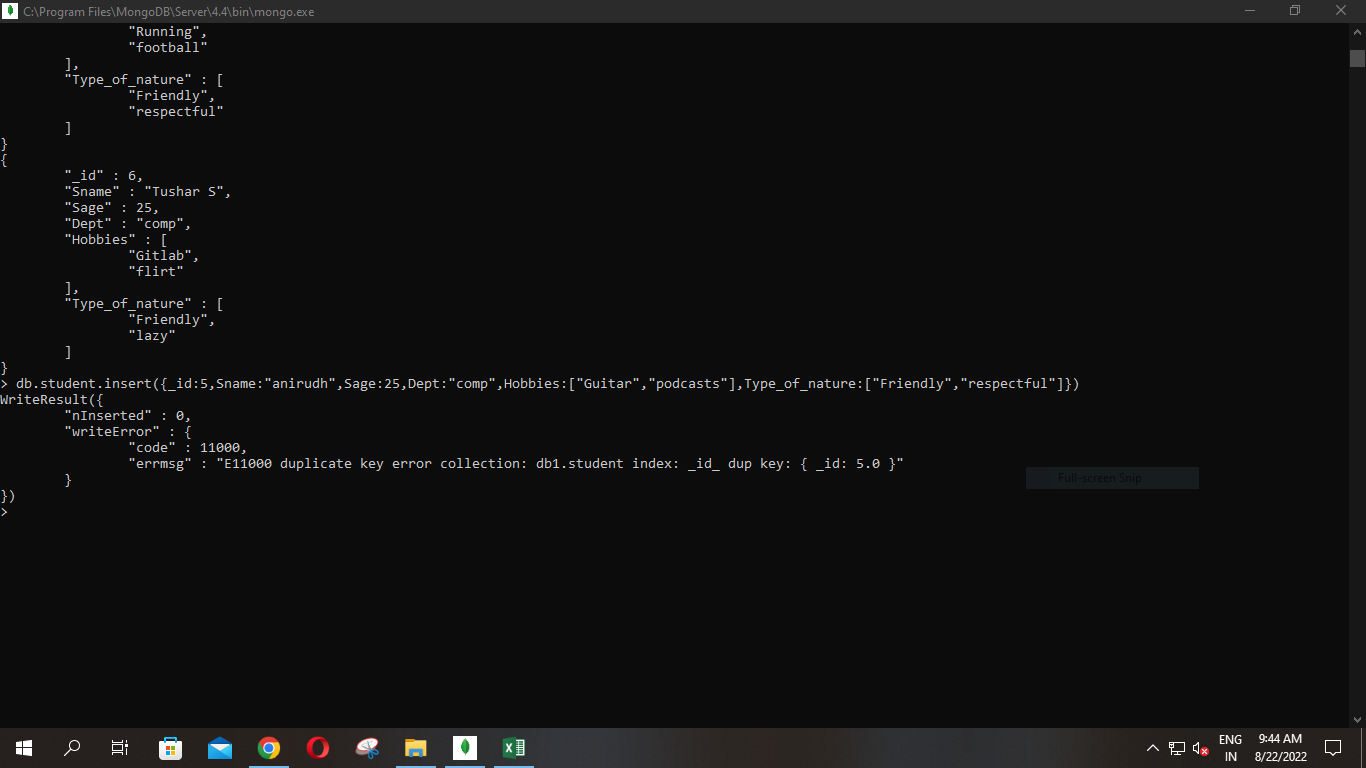 C:\Program Files\MongoDB\Server\4.4\bin\mongo.exe
"Running",
"football"
],
"Type_of_nature" : [
"Friendly",
"respectful"
]
}
{
"_id" : 6,
"Sname" : "Tushar S",
"Sage" : 25,
"Dept" : "comp",
"Hobbies" : [
"Gitlab",
"flirt"
],
"Type_of_nature" : [
"Friendly",
"lazy"
]
}
> db.student.insert({_id:5,Sname:"anirudh",Sage:25,Dept:"comp",Hobbies:["Guitar","podcasts"],Type_of_nature:["Friendly","respectful"]})
WriteResult({
"nInserted" : 0,
"writeError" : {
"code" : 11000,
"errmsg" : "E11000 duplicate key error collection: db1.student index: _id_ dup key: { _id: 5.0 }"
Full-screen Snip
}
})
>
ENG
IN
9:44 AM
8/22/2022